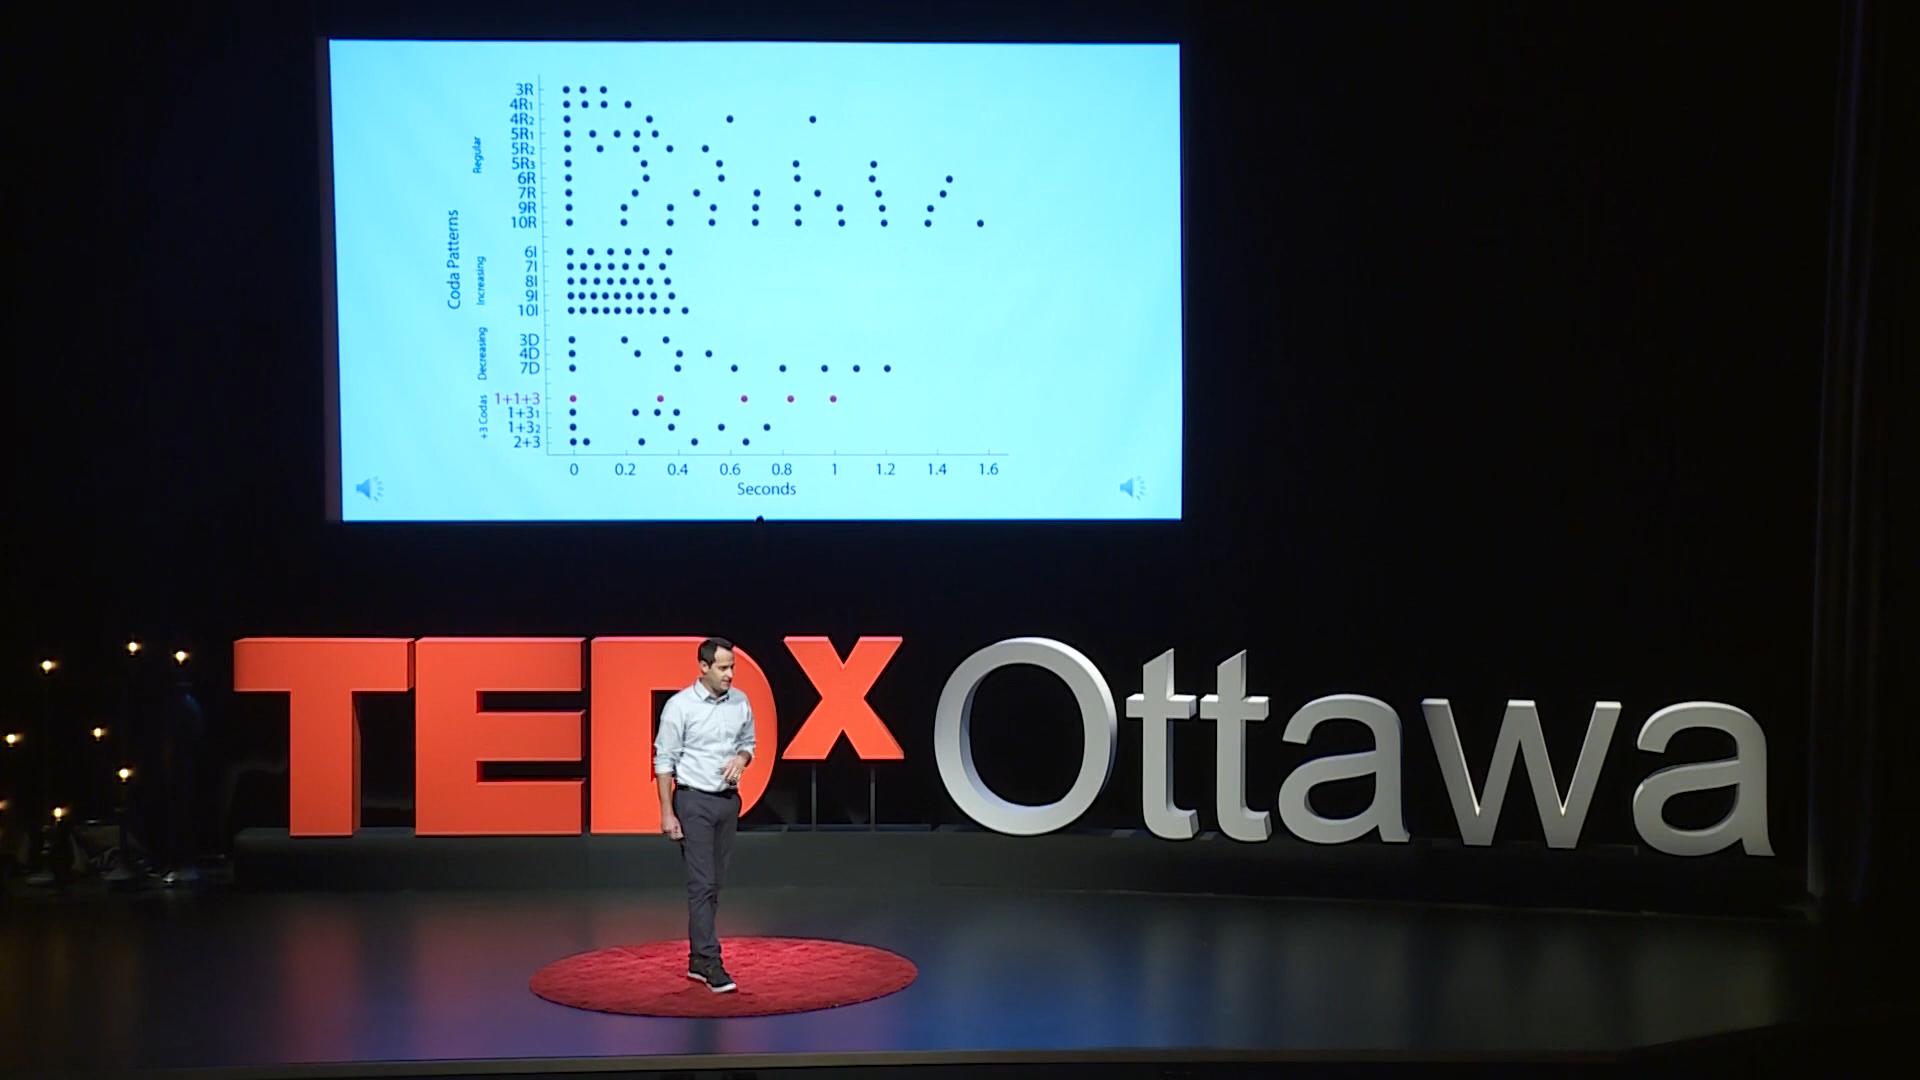 Coda Patterns
Regular
3R
4R1
4R2
5R1
5R2
5R3
6R
7R
9R
10R
Increasing
6I
7I
8I
9I
10I
Decreasing
3D
4D
7D
+3 Codas
1+1+3
1+31
1+32
2+3
0 0.2 0.4 0.6 0.8 1 1.2 1.4 1.6
Seconds
TEDx Ottawa